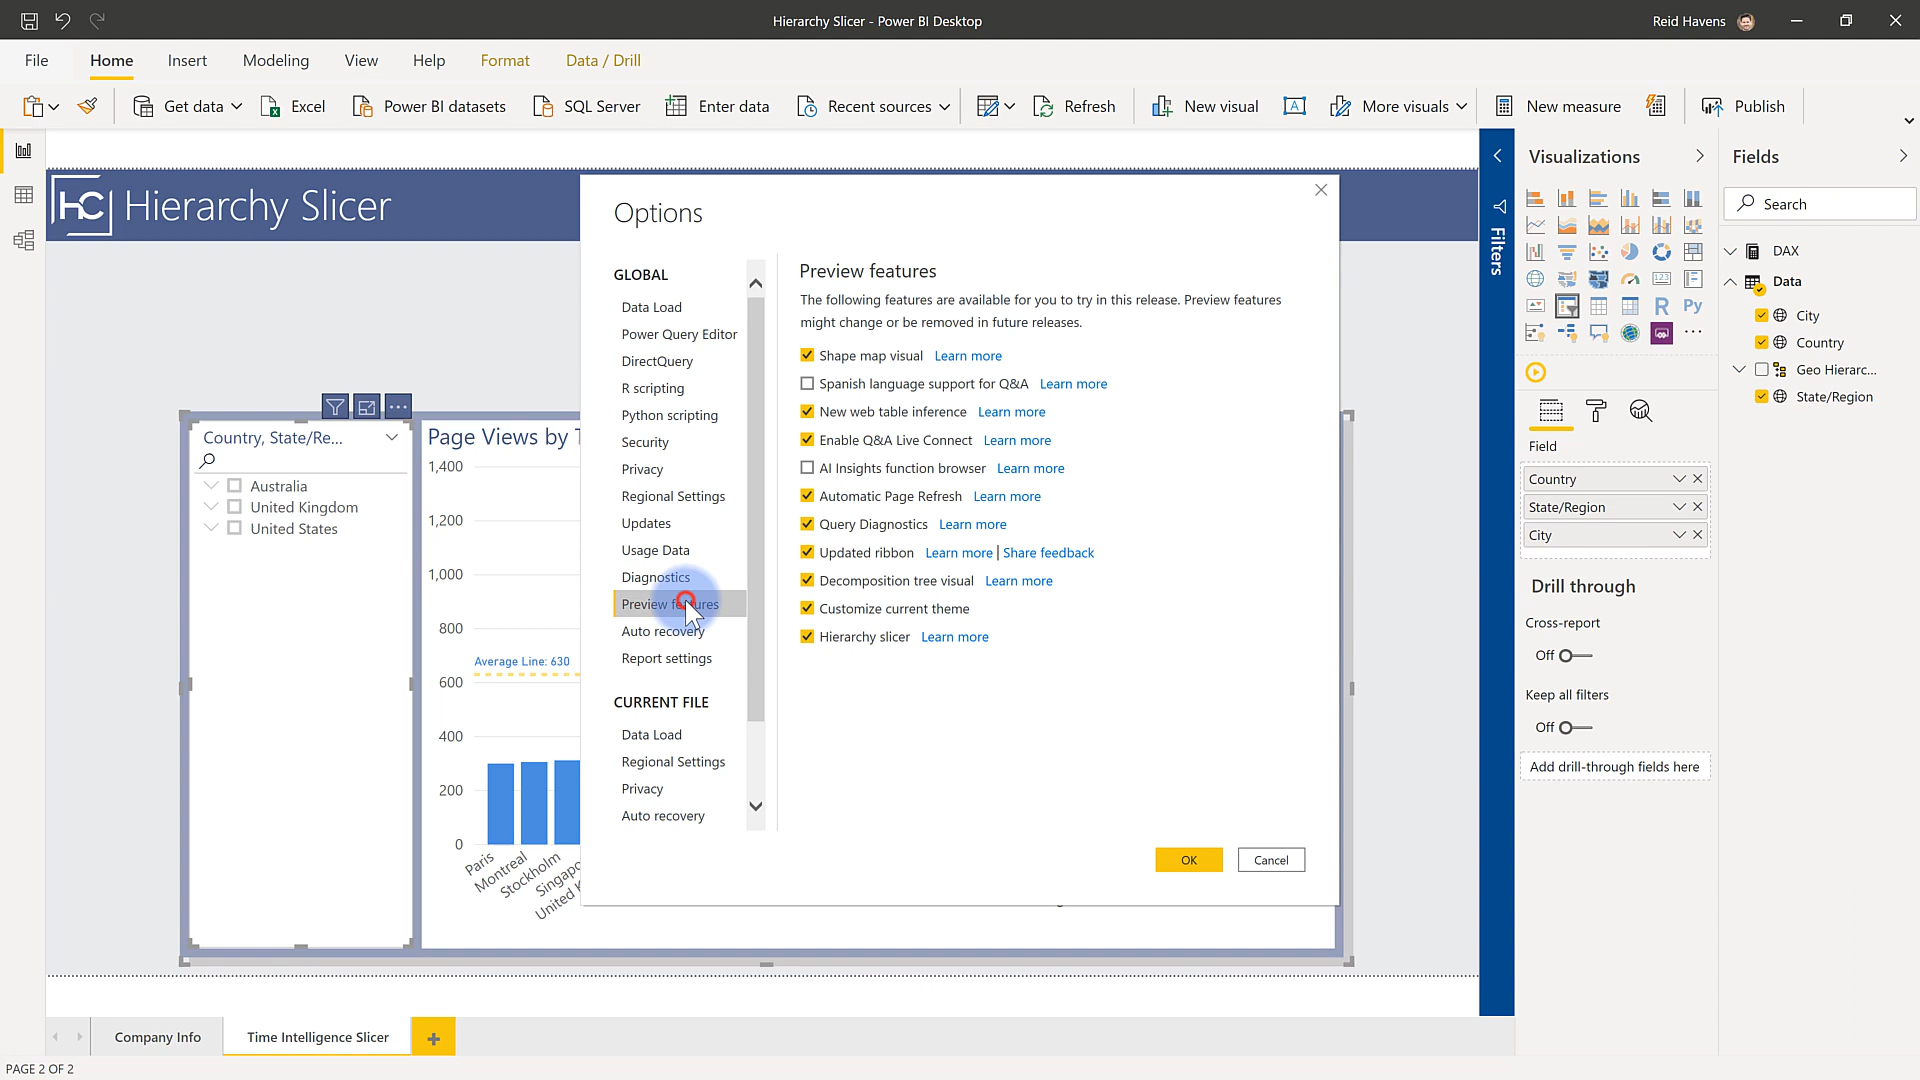 Hierarchy Slicer - Power BI Desktop
Reid Havens
File
Home
Insert
Modeling
View
Help
Format
Data / Drill
Get data
Excel
Power BI datasets
SQL Server
Enter data
Recent sources
Refresh
New visual
More visuals
New measure
Publish
HC Hierarchy Slicer
Country, State/Re...
Australia
United Kingdom
United States
Page Views by
1,400
1,200
1,000
800
Average Line: 630
600
400
200
0
Paris
Montreal
Stockholm
Options
GLOBAL
Data Load
Power Query Editor
DirectQuery
R scripting
Python scripting
Security
Privacy
Regional Settings
Updates
Usage Data
Diagnostics
Preview features
Auto recovery
Report settings
CURRENT FILE
Data Load
Regional Settings
Privacy
Auto recovery
Preview features
The following features are available for you to try in this release. Preview features
might change or be removed in future releases.
Shape map visual Learn more
Spanish language support for Q&A Learn more
New web table inference Learn more
Enable Q&A Live Connect Learn more
AI Insights function browser Learn more
Automatic Page Refresh Learn more
Query Diagnostics Learn more
Updated ribbon Learn more | Share feedback
Decomposition tree visual Learn more
Customize current theme
Hierarchy slicer Learn more
OK
Cancel
Filters
Visualizations
R
Py
Field
Country
State/Region
City
Drill through
Cross-report
Off
Keep all filters
Off
Add drill-through fields here
Fields
Search
DAX
Data
City
Country
Geo Hierarc...
State/Region
Company Info
Time Intelligence Slicer
PAGE 2 OF 2